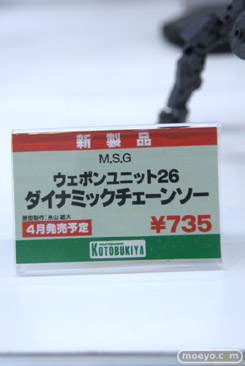 新製品
M.S.G
ウェポンユニット26
ダイナミックチェーンソー
原型制作：糸山雄大
4月発売予定
¥735
KOTOBUKIYA
moeyo.com